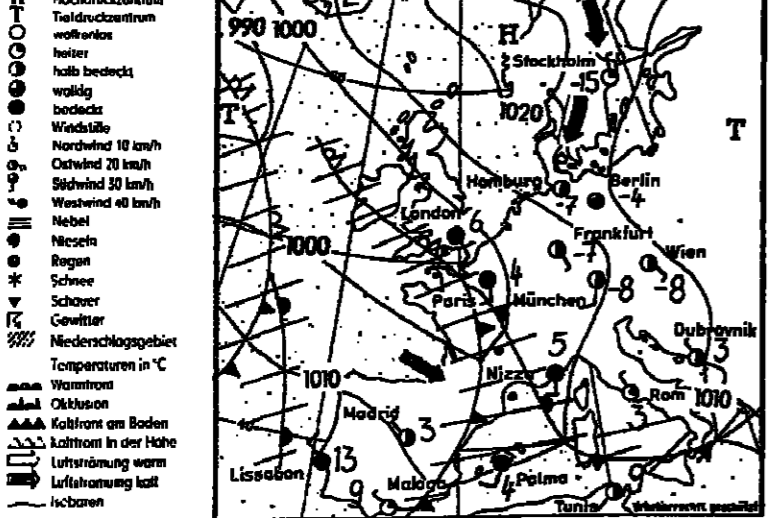 H Hochdruckzentrum
T Tiefdruckzentrum
wolkenlos
heiter
halb bedeckt
wolkig
bedeckt
Windstille
Nordwind 10 km/h
Ostwind 20 km/h
Südwind 30 km/h
Westwind 40 km/h
Nebel
Nieseln
Regen
Schnee
Schauer
Gewitter
Niederschlagsgebiet
Temperaturen in °C
Warmfront
Okklusion
Kaltfront am Boden
Kaltfront in der Höhe
Luftströmung warm
Luftströmung kalt
Isobaren
990 1000
H
Stockholm
-15
1020
T
T
Hamburg
-7
Berlin
-4
London
6
Frankfurt
-7
Wien
-8
1000
4
-8
Paris
München
Dubrovnik
3
5
Nizza
1010
Rom
3
1010
Madrid
3
Lissabon
13
9
Malaga
4
Palma
9
Tunis